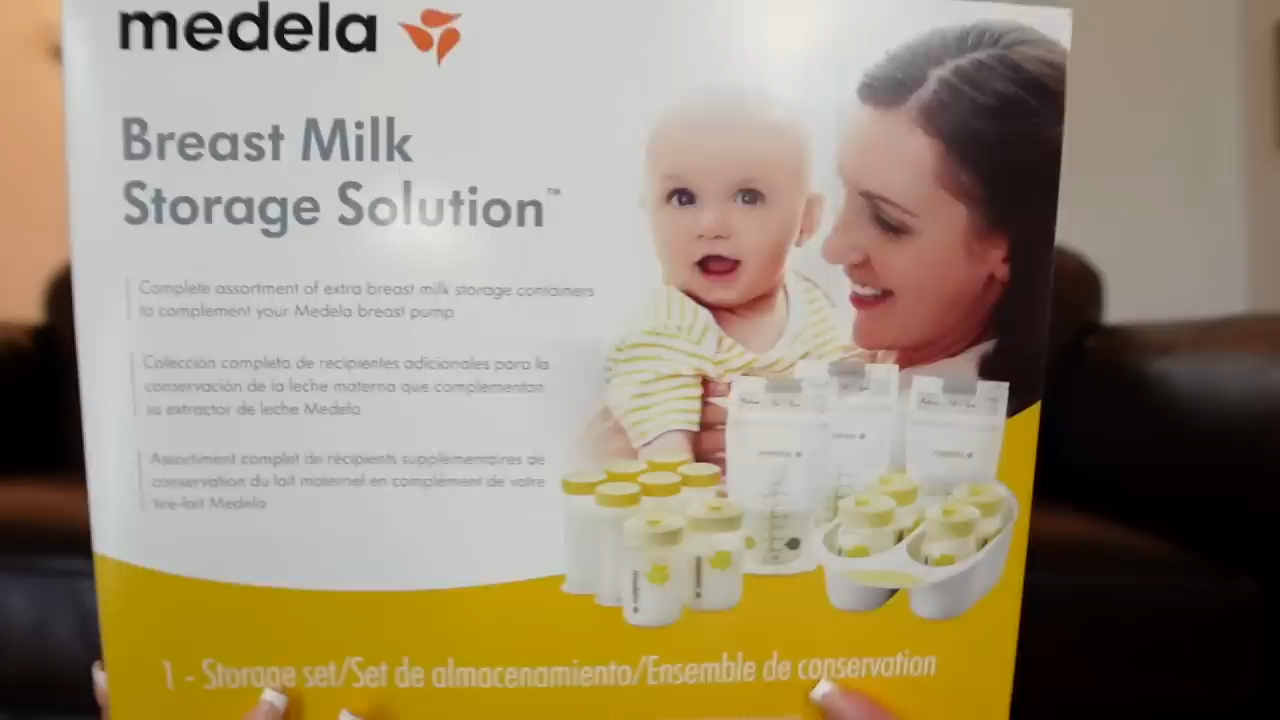 medela
Breast Milk
Storage Solution™
Complete assortment of extra breast milk storage containers
to complement your Medela breast pump
Colección completa de recipientes adicionales para la
conservación de la leche materna que complementan
su extractor de leche Medela
Assortiment complet de récipients supplémentaires de
conservation du lait maternel en complément de votre
tire-lait Medela
1 - Storage set/Set de almacenamiento/Ensemble de conservation